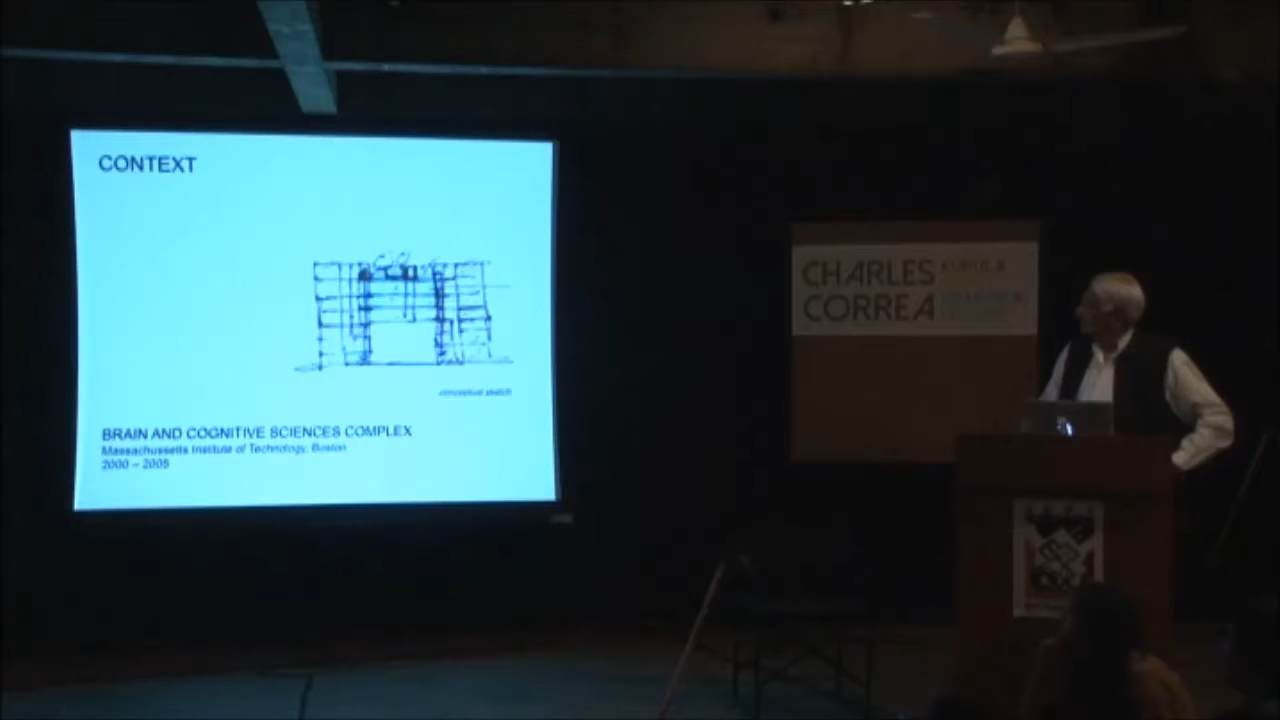 CONTEXT
conceptual sketch
BRAIN AND COGNITIVE SCIENCES COMPLEX
Massachussetts Institute of Technology, Boston
2000 – 2005
CHARLES
CORREA